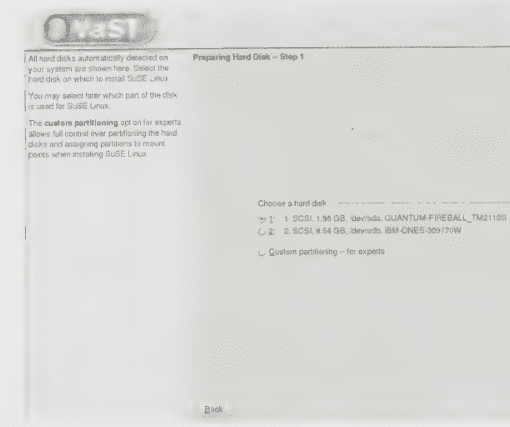 YaST
All hard disks automatically detected on
your system are shown here. Select the
hard disk on which to install SuSE Linux
You may select later which part of the disk
is used for SuSE Linux.
The custom partitioning option for experts
allows full control over partitioning the hard
disks and assigning partitions to mount
points when installing SuSE Linux
Preparing Hard Disk -- Step 1
Choose a hard disk
1: 1. SCSI, 1.96 GB, /dev/sda, QUANTUM-FIREBALL_TM2110S
2: 2. SCSI, 8.54 GB, /dev/sdb, IBM-DNES-309170W
Custom partitioning -- for experts
Back